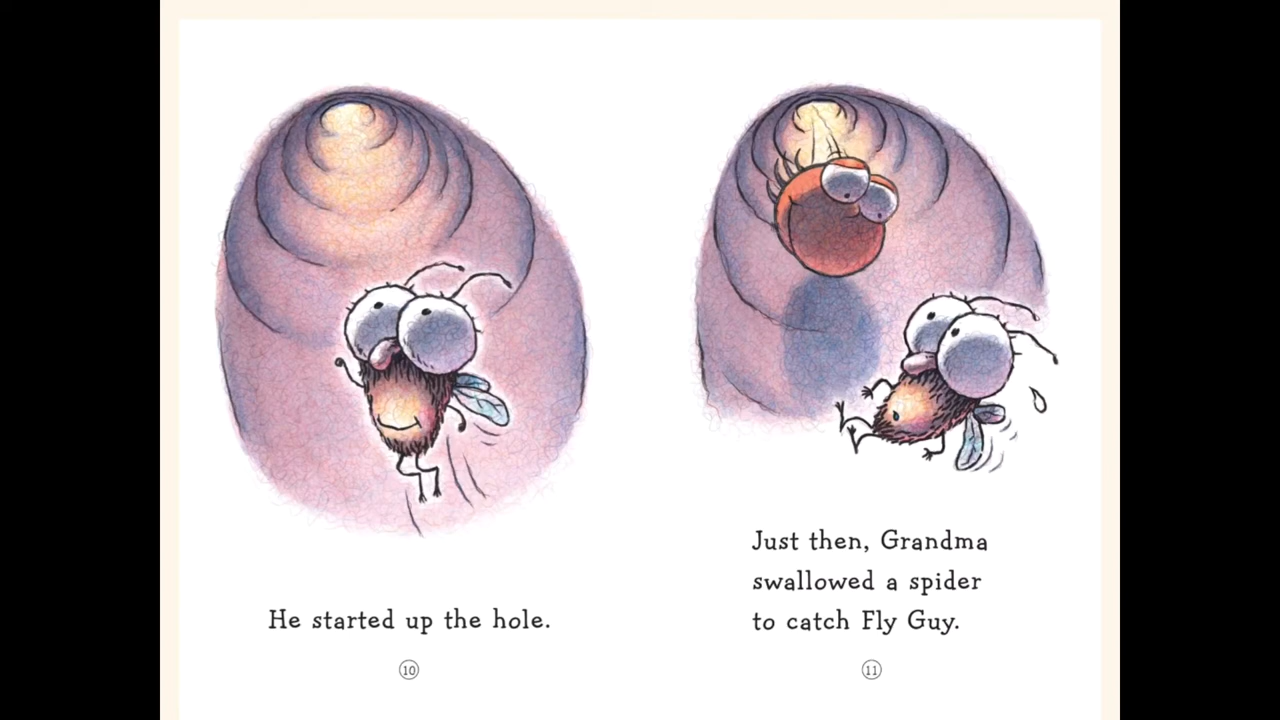 He started up the hole.
10
Just then, Grandma
swallowed a spider
to catch Fly Guy.
11